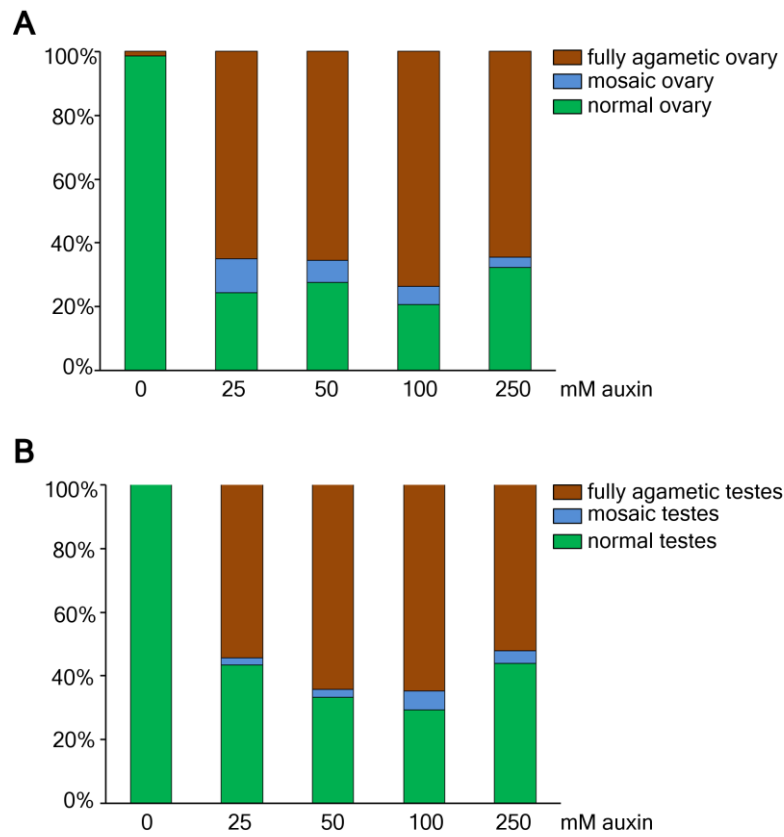 A
100%
80%
60%
40%
20%
0%
0 25 50 100 250 mM auxin
fully agametic ovary
mosaic ovary
normal ovary
B
100%
80%
60%
40%
20%
0%
0 25 50 100 250 mM auxin
fully agametic testes
mosaic testes
normal testes